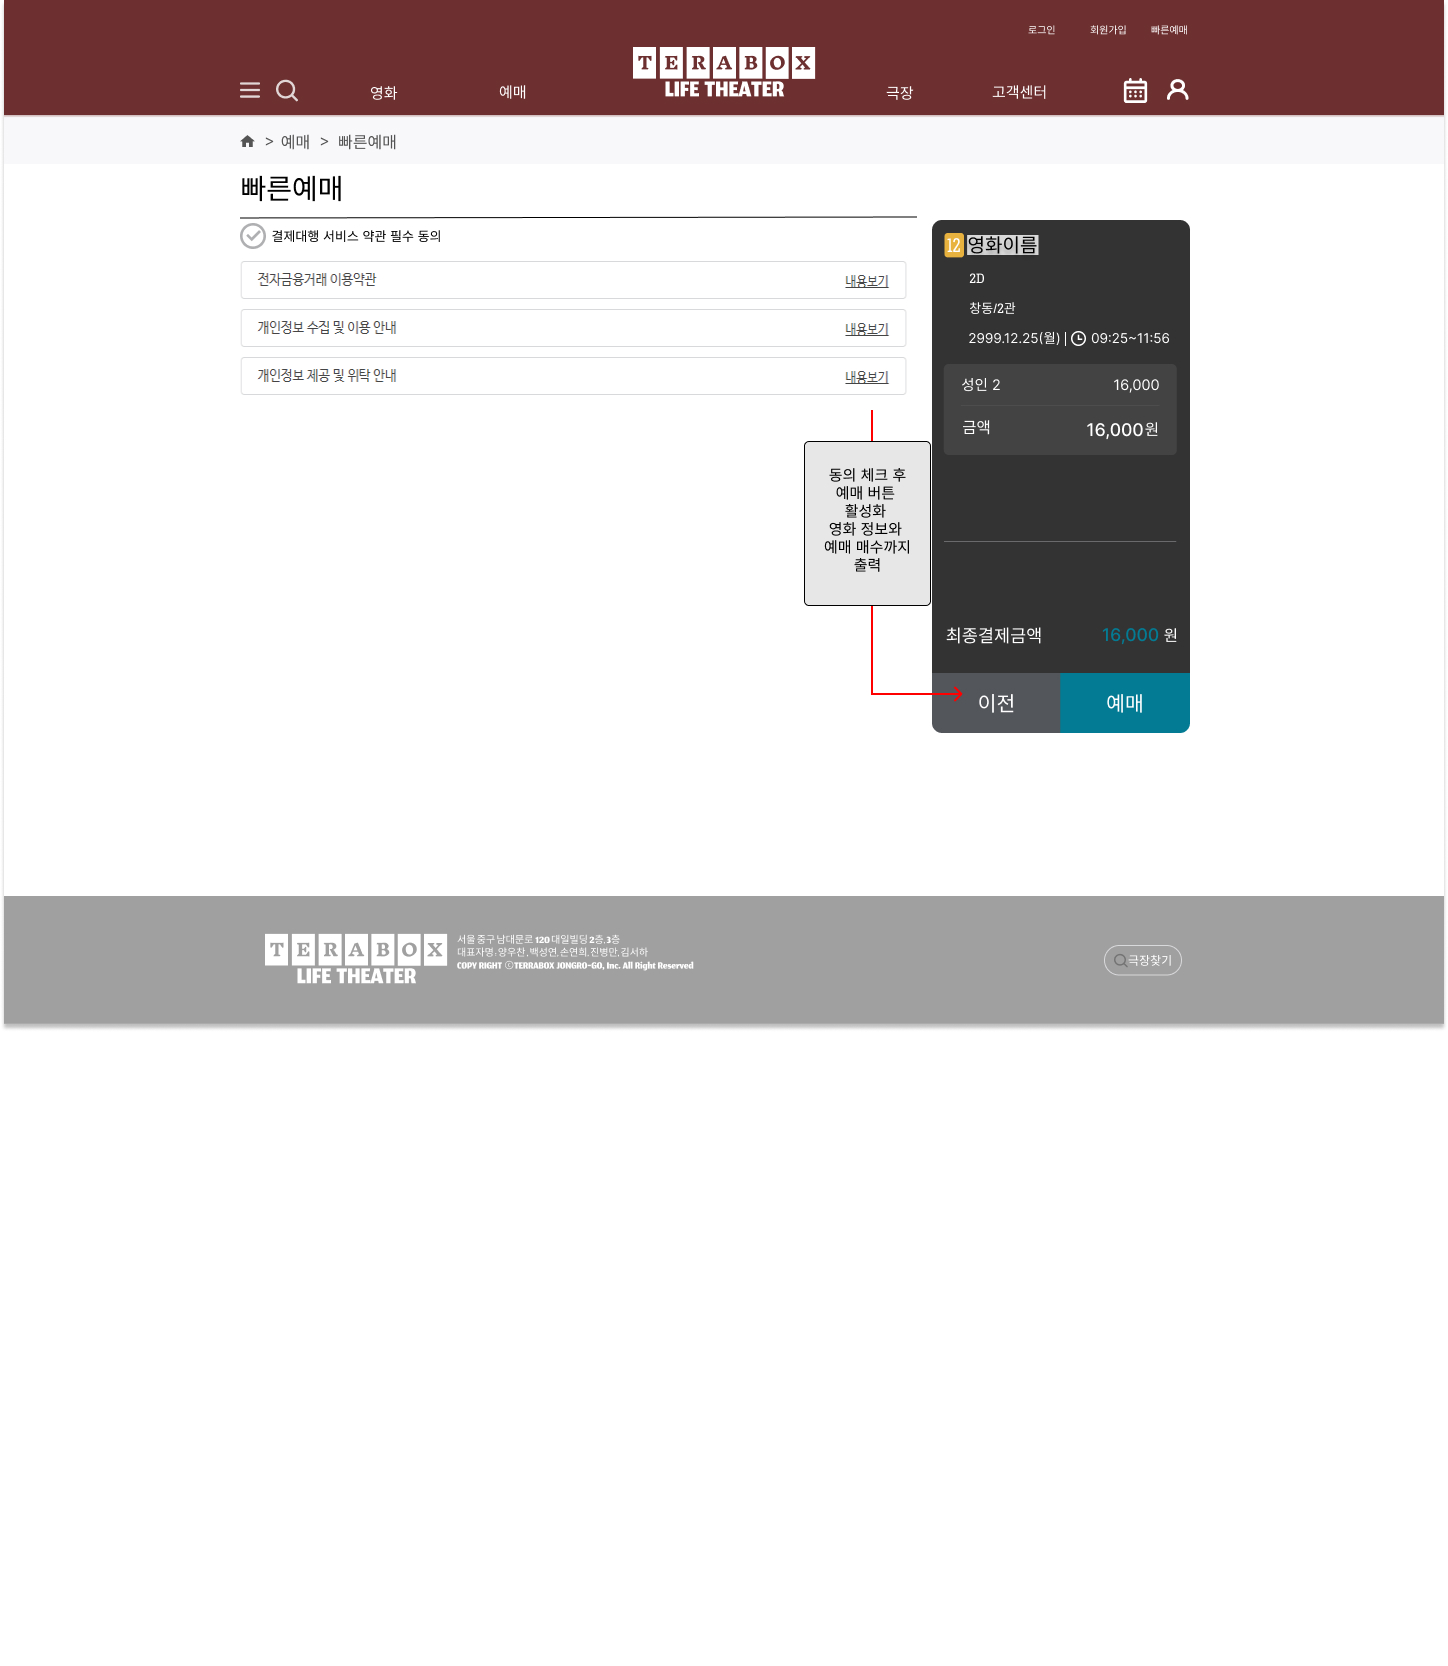 로그인 회원가입 빠른예매
TERABOX
LIFE THEATER
영화 예매 극장 고객센터
> 예매 > 빠른예매
빠른예매
결제대행 서비스 약관 필수 동의
전자금융거래 이용약관 내용보기
개인정보 수집 및 이용 안내 내용보기
개인정보 제공 및 위탁 안내 내용보기
동의 체크 후
예매 버튼
활성화
영화 정보와
예매 매수까지
출력
12 영화이름
2D
창동/2관
2999.12.25(월) | 09:25~11:56
성인 2 16,000
금액 16,000원
최종결제금액 16,000 원
이전 예매
TERABOX
LIFE THEATER
서울 중구 남대문로 120 대일빌딩 2층, 3층
대표자명 : 양우찬, 백성연, 손연희, 진병만, 김서하
COPY RIGHT ⓒTERRABOX JONGRO-GO, Inc. All Right Reserved
극장찾기